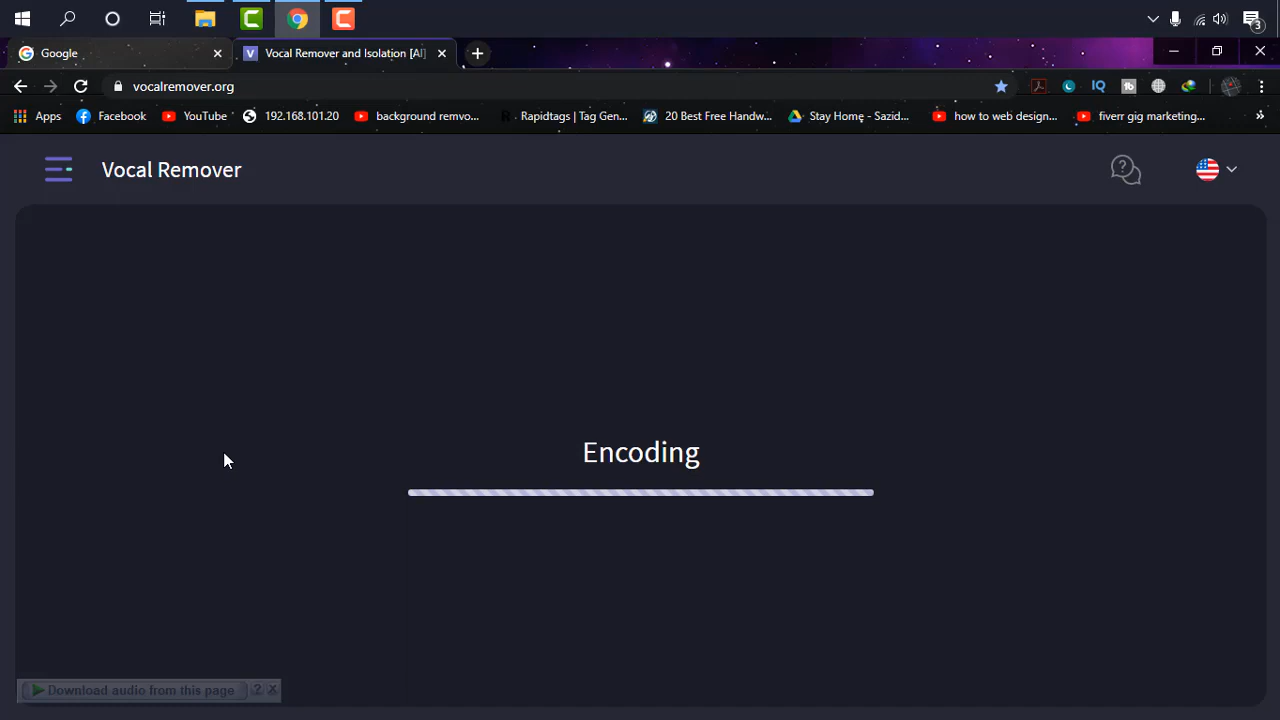 3
Google
Vocal Remover and Isolation [AI]
vocalremover.org
Apps
Facebook
YouTube
192.168.101.20
background remvo...
Rapidtags | Tag Gen...
20 Best Free Handw...
Stay Home - Sazid...
how to web design...
fiverr gig marketing...
Vocal Remover
Encoding
Download audio from this page